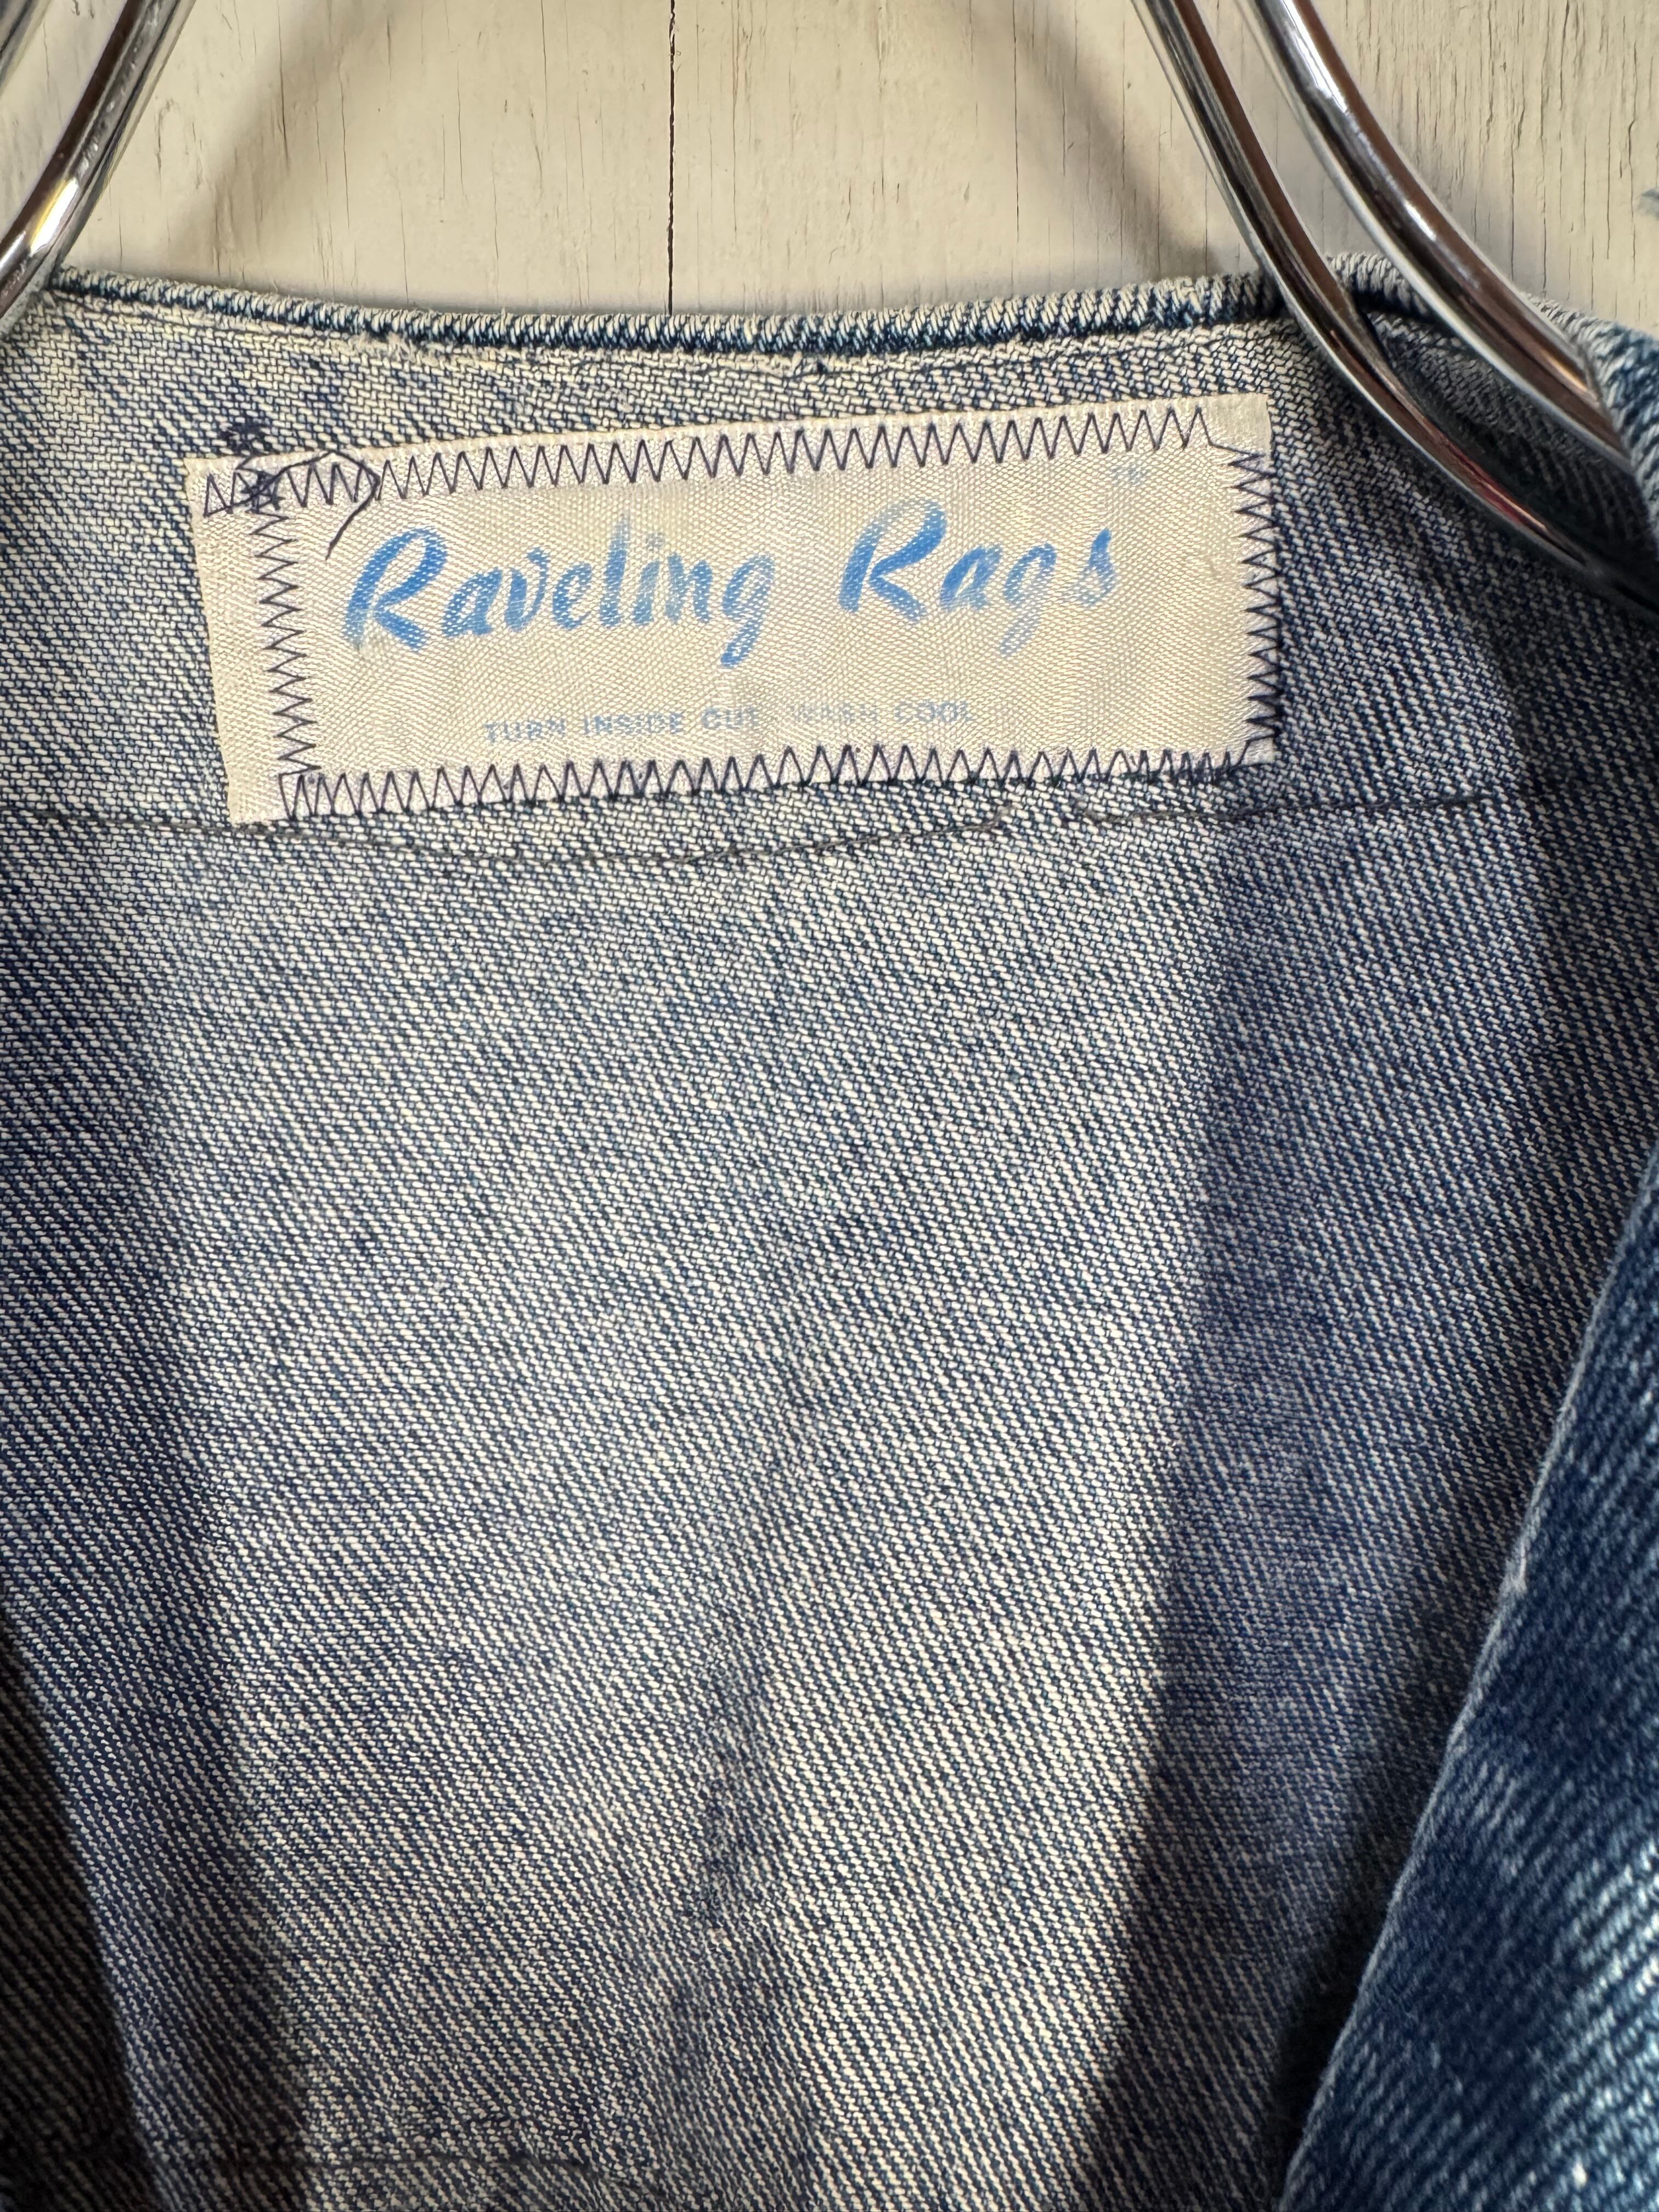 Raveling Rags
TURN INSIDE OUT WASH COOL